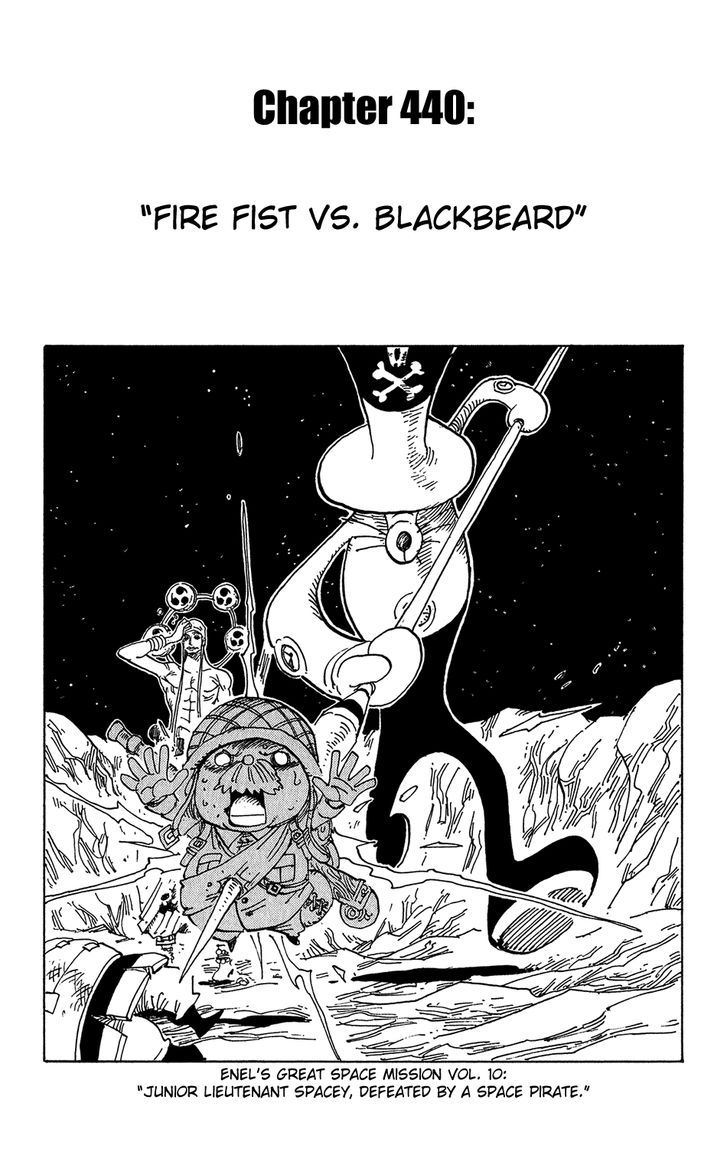 Chapter 440:
"FIRE FIST VS. BLACKBEARD"
ENEL'S GREAT SPACE MISSION VOL. 10:
"JUNIOR LIEUTENANT SPACEY, DEFEATED BY A SPACE PIRATE."